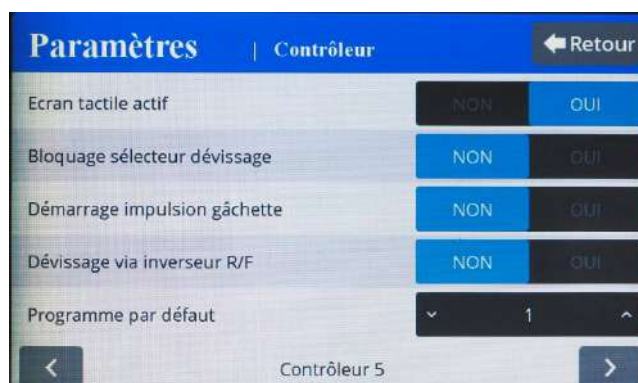 Paramètres | Contrôleur Retour
Ecran tactile actif NON OUI
Bloquage sélecteur dévissage NON OUI
Démarrage impulsion gâchette NON OUI
Dévissage via inverseur R/F NON OUI
Programme par défaut 1
Contrôleur 5